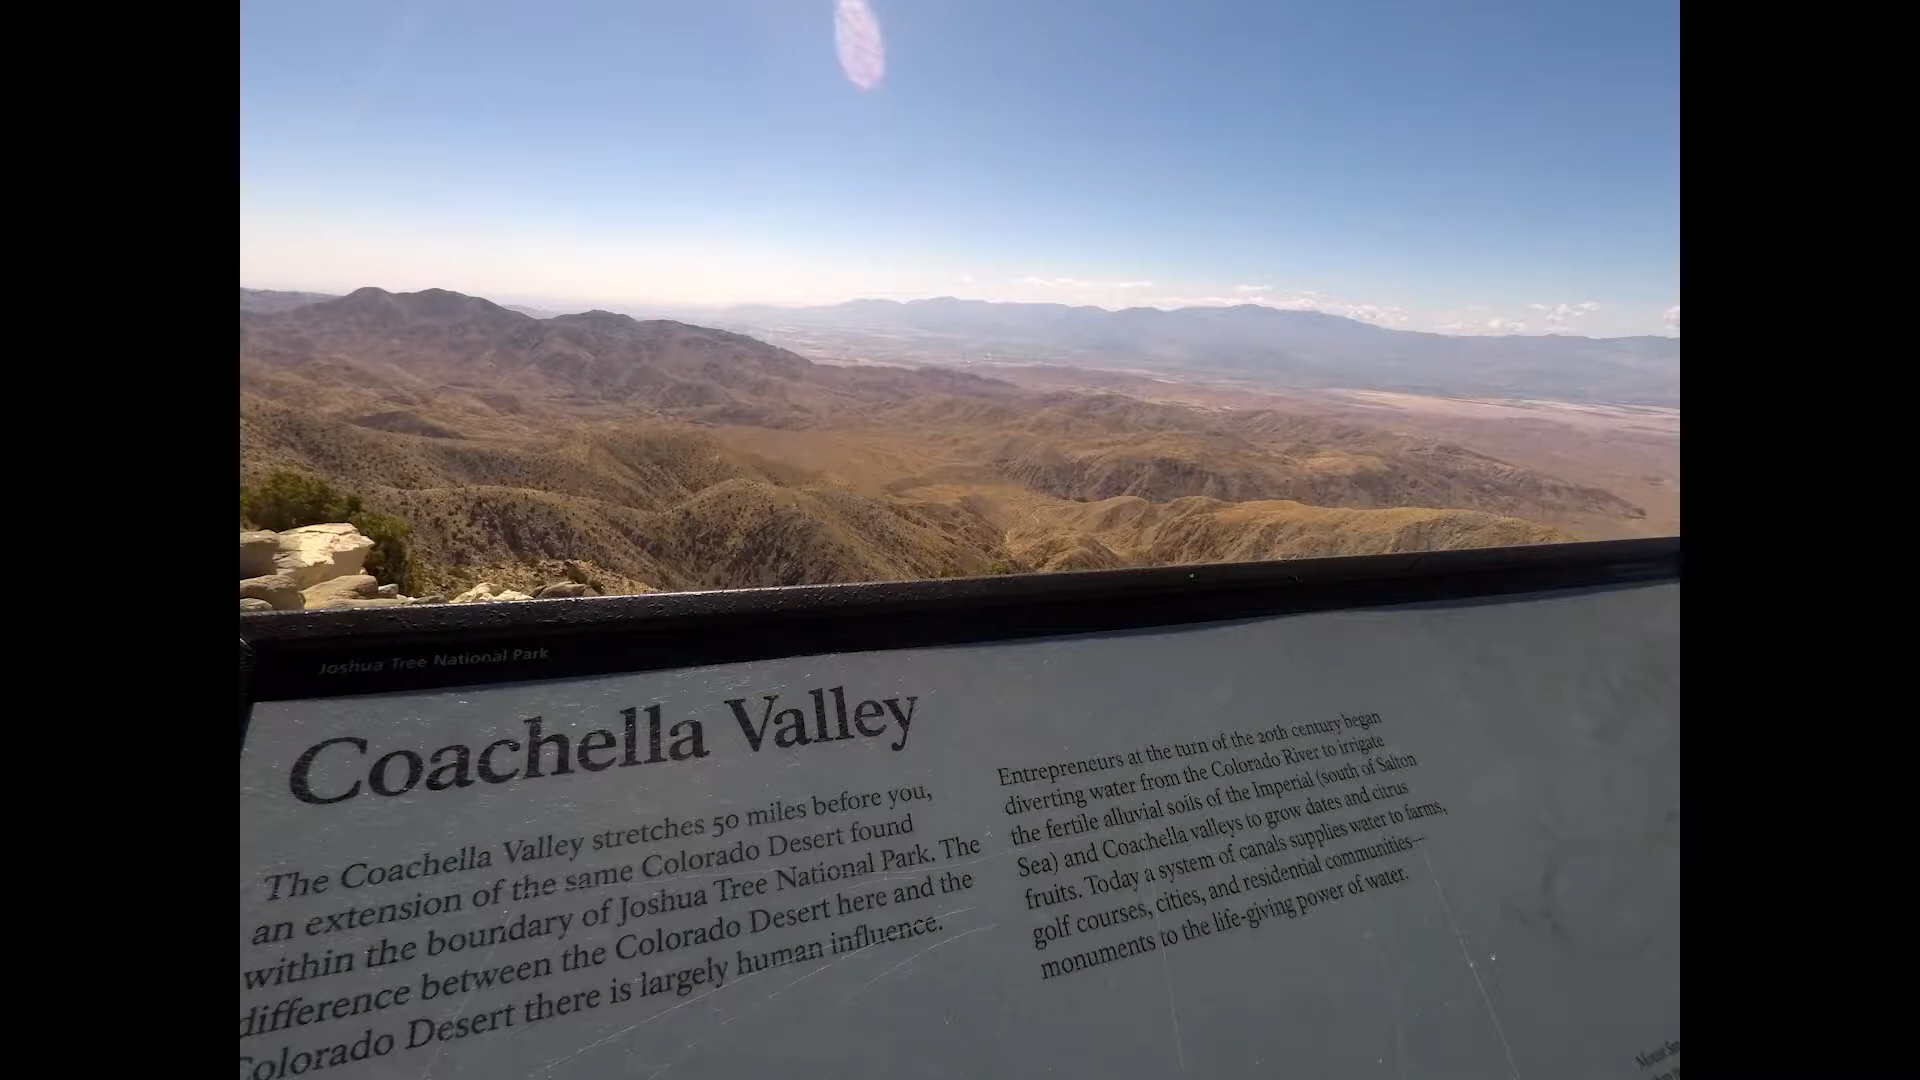 Joshua Tree National Park
Coachella Valley
The Coachella Valley stretches 50 miles before you,
an extension of the same Colorado Desert found
within the boundary of Joshua Tree National Park. The
difference between the Colorado Desert here and the
Colorado Desert there is largely human influence.
Entrepreneurs at the turn of the 20th century began
diverting water from the Colorado River to irrigate
the fertile alluvial soils of the Imperial (south of Salton
Sea) and Coachella valleys to grow dates and citrus
fruits. Today a system of canals supplies water to farms,
golf courses, cities, and residential communities—
monuments to the life-giving power of water.
Mount